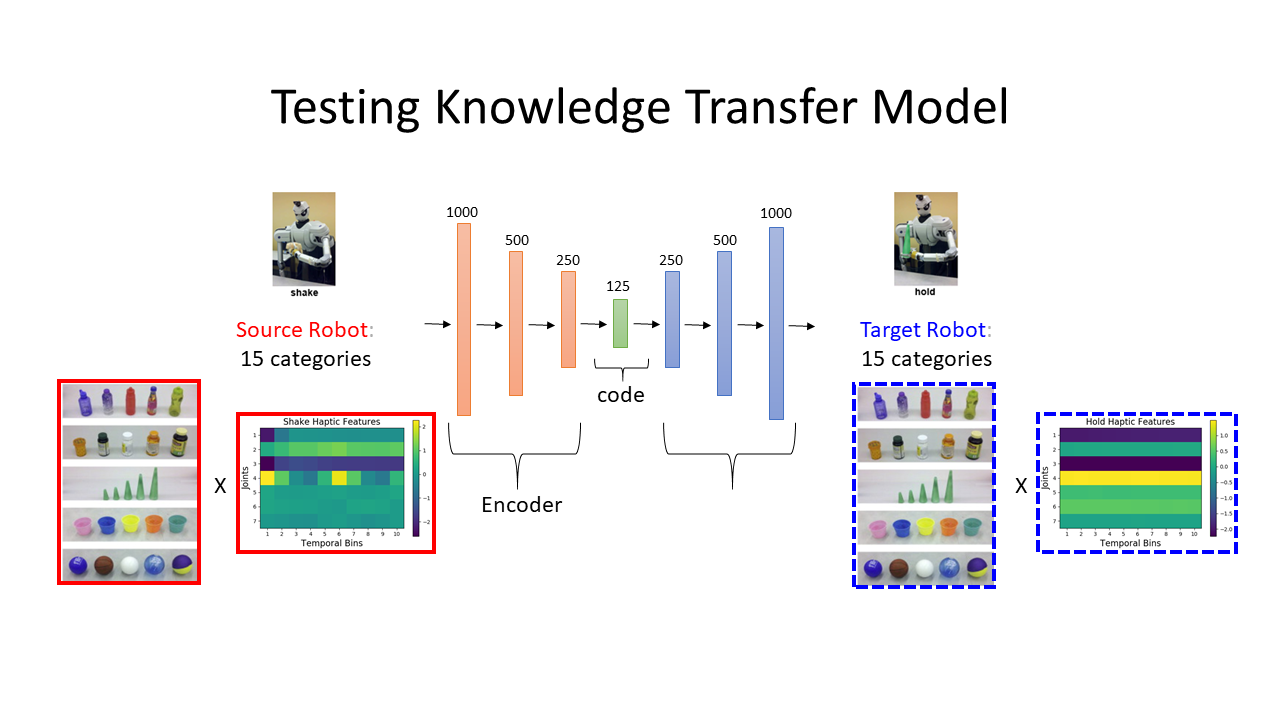 Testing Knowledge Transfer Model
shake
Source Robot:
15 categories
1000
500
250
125
250
500
1000
code
Encoder
hold
Target Robot:
15 categories
X
Shake Haptic Features
Joints
1
2
3
4
5
6
7
1 2 3 4 5 6 7 8 9 10
Temporal Bins
2
1
0
−1
−2
X
Hold Haptic Features
Joints
1
2
3
4
5
6
7
1 2 3 4 5 6 7 8 9 10
Temporal Bins
1.0
0.5
0.0
−0.5
−1.0
−1.5
−2.0